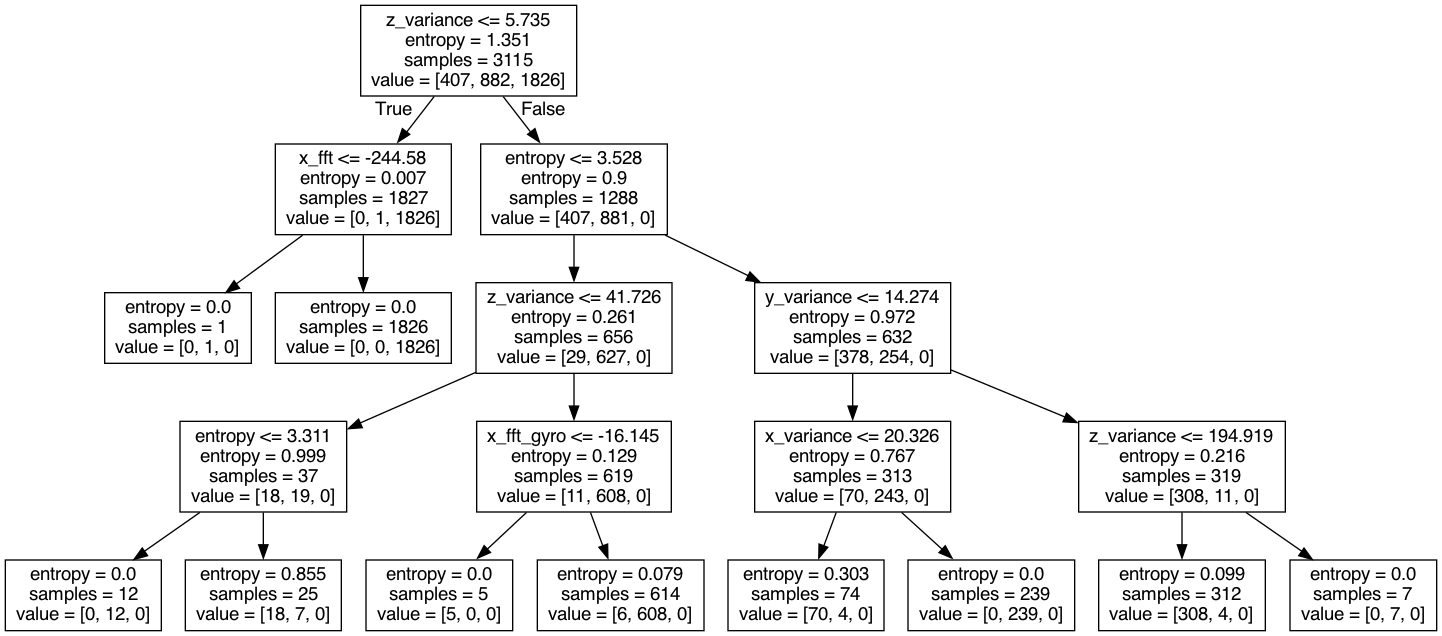 z_variance <= 5.735
entropy = 1.351
samples = 3115
value = [407, 882, 1826]
True
False
x_fft <= -244.58
entropy = 0.007
samples = 1827
value = [0, 1, 1826]
entropy <= 3.528
entropy = 0.9
samples = 1288
value = [407, 881, 0]
entropy = 0.0
samples = 1
value = [0, 1, 0]
entropy = 0.0
samples = 1826
value = [0, 0, 1826]
z_variance <= 41.726
entropy = 0.261
samples = 656
value = [29, 627, 0]
y_variance <= 14.274
entropy = 0.972
samples = 632
value = [378, 254, 0]
entropy <= 3.311
entropy = 0.999
samples = 37
value = [18, 19, 0]
x_fft_gyro <= -16.145
entropy = 0.129
samples = 619
value = [11, 608, 0]
x_variance <= 20.326
entropy = 0.767
samples = 313
value = [70, 243, 0]
z_variance <= 194.919
entropy = 0.216
samples = 319
value = [308, 11, 0]
entropy = 0.0
samples = 12
value = [0, 12, 0]
entropy = 0.855
samples = 25
value = [18, 7, 0]
entropy = 0.0
samples = 5
value = [5, 0, 0]
entropy = 0.079
samples = 614
value = [6, 608, 0]
entropy = 0.303
samples = 74
value = [70, 4, 0]
entropy = 0.0
samples = 239
value = [0, 239, 0]
entropy = 0.099
samples = 312
value = [308, 4, 0]
entropy = 0.0
samples = 7
value = [0, 7, 0]